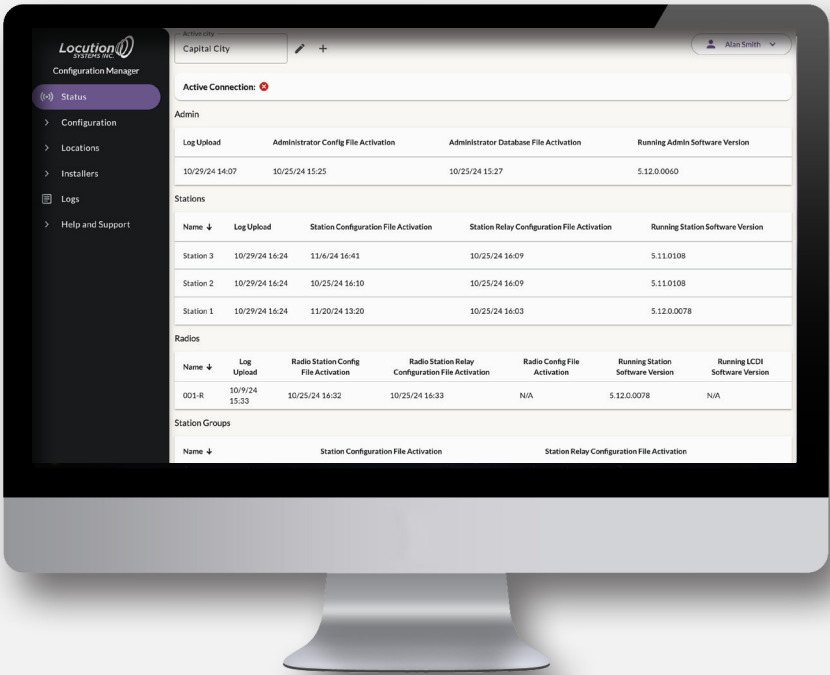 Locution
SYSTEMS INC.
Configuration Manager
Status
Configuration
Locations
Installers
Logs
Help and Support
Active city
Capital City
Alan Smith
Active Connection:
Admin
Log Upload Administrator Config File Activation Administrator Database File Activation Running Admin Software Version
10/29/24 14:07 10/25/24 15:25 10/25/24 15:27 5.12.0.0060
Stations
Name ↓ Log Upload Station Configuration File Activation Station Relay Configuration File Activation Running Station Software Version
Station 3 10/29/24 16:24 11/6/24 16:41 10/25/24 16:09 5.11.0108
Station 2 10/29/24 16:24 10/25/24 16:10 10/25/24 16:09 5.11.0108
Station 1 10/29/24 16:24 11/20/24 13:20 10/25/24 16:03 5.12.0.0078
Radios
Name ↓ Log Upload Radio Station Config File Activation Radio Station Relay Configuration File Activation Radio Config File Activation Running Station Software Version Running LCDI Software Version
001-R 10/9/24 15:33 10/25/24 16:32 10/25/24 16:33 N/A 5.12.0.0078 N/A
Station Groups
Name ↓ Station Configuration File Activation Station Relay Configuration File Activation